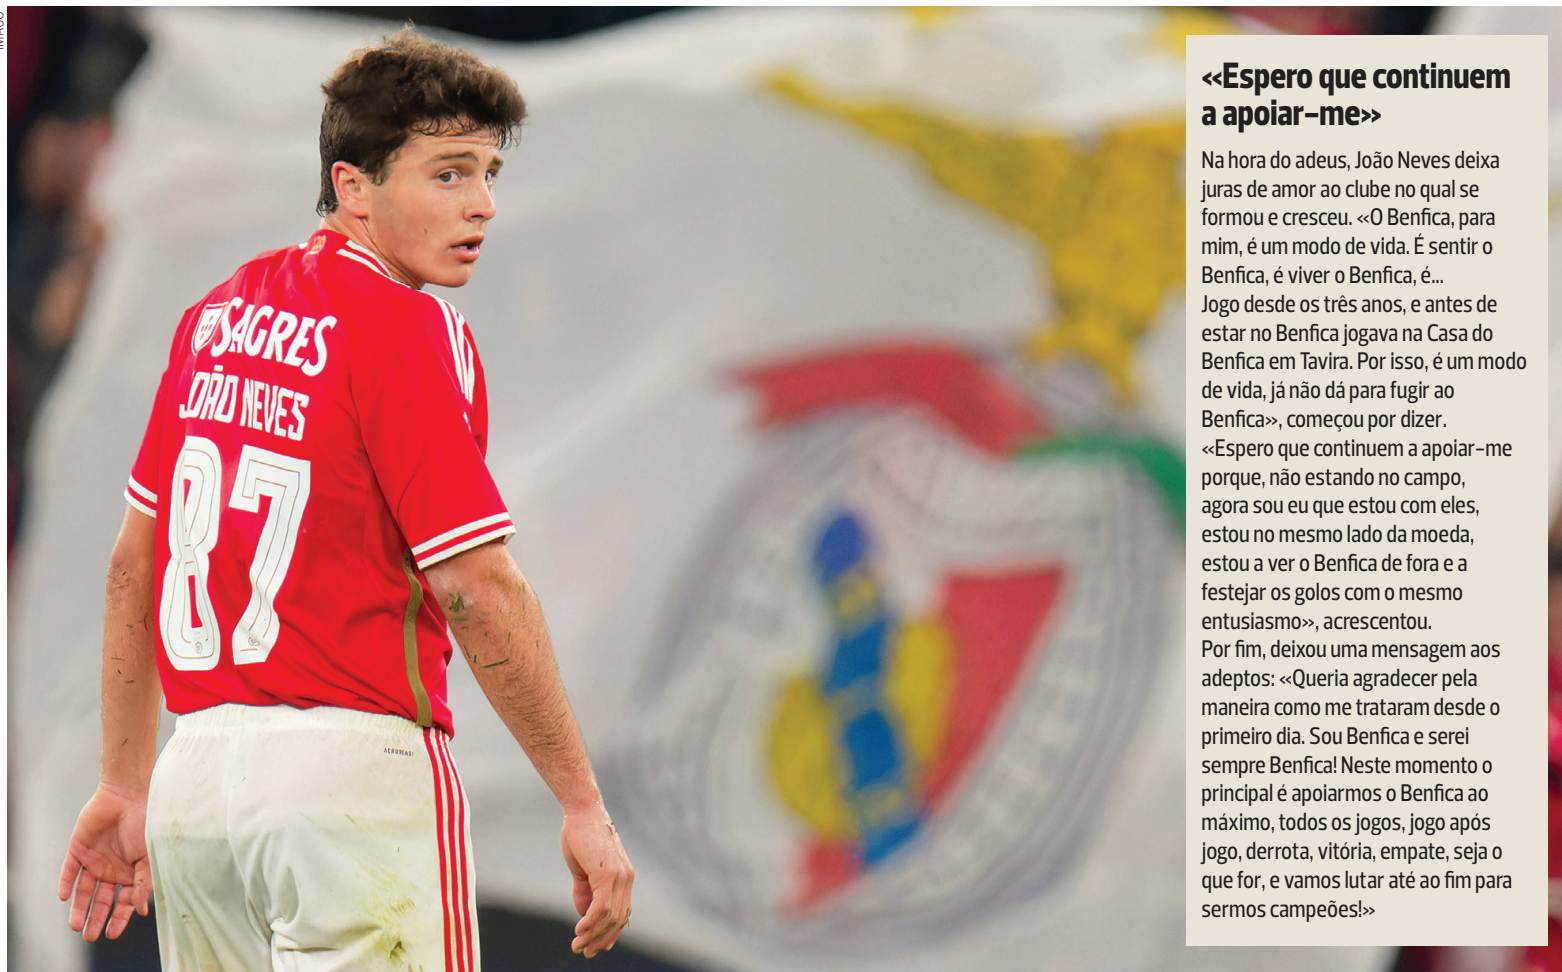 IMAGO
SAGRES
JOÃO NEVES
87
AEROREADY
«Espero que continuem
a apoiar-me»
Na hora do adeus, João Neves deixa
juras de amor ao clube no qual se
formou e cresceu. «O Benfica, para
mim, é um modo de vida. É sentir o
Benfica, é viver o Benfica, é...
Jogo desde os três anos, e antes de
estar no Benfica jogava na Casa do
Benfica em Tavira. Por isso, é um modo
de vida, já não dá para fugir ao
Benfica», começou por dizer.
«Espero que continuem a apoiar-me
porque, não estando no campo,
agora sou eu que estou com eles,
estou no mesmo lado da moeda,
estou a ver o Benfica de fora e a
festejar os golos com o mesmo
entusiasmo», acrescentou.
Por fim, deixou uma mensagem aos
adeptos: «Queria agradecer pela
maneira como me trataram desde o
primeiro dia. Sou Benfica e serei
sempre Benfica! Neste momento o
principal é apoiarmos o Benfica ao
máximo, todos os jogos, jogo após
jogo, derrota, vitória, empate, seja o
que for, e vamos lutar até ao fim para
sermos campeões!»